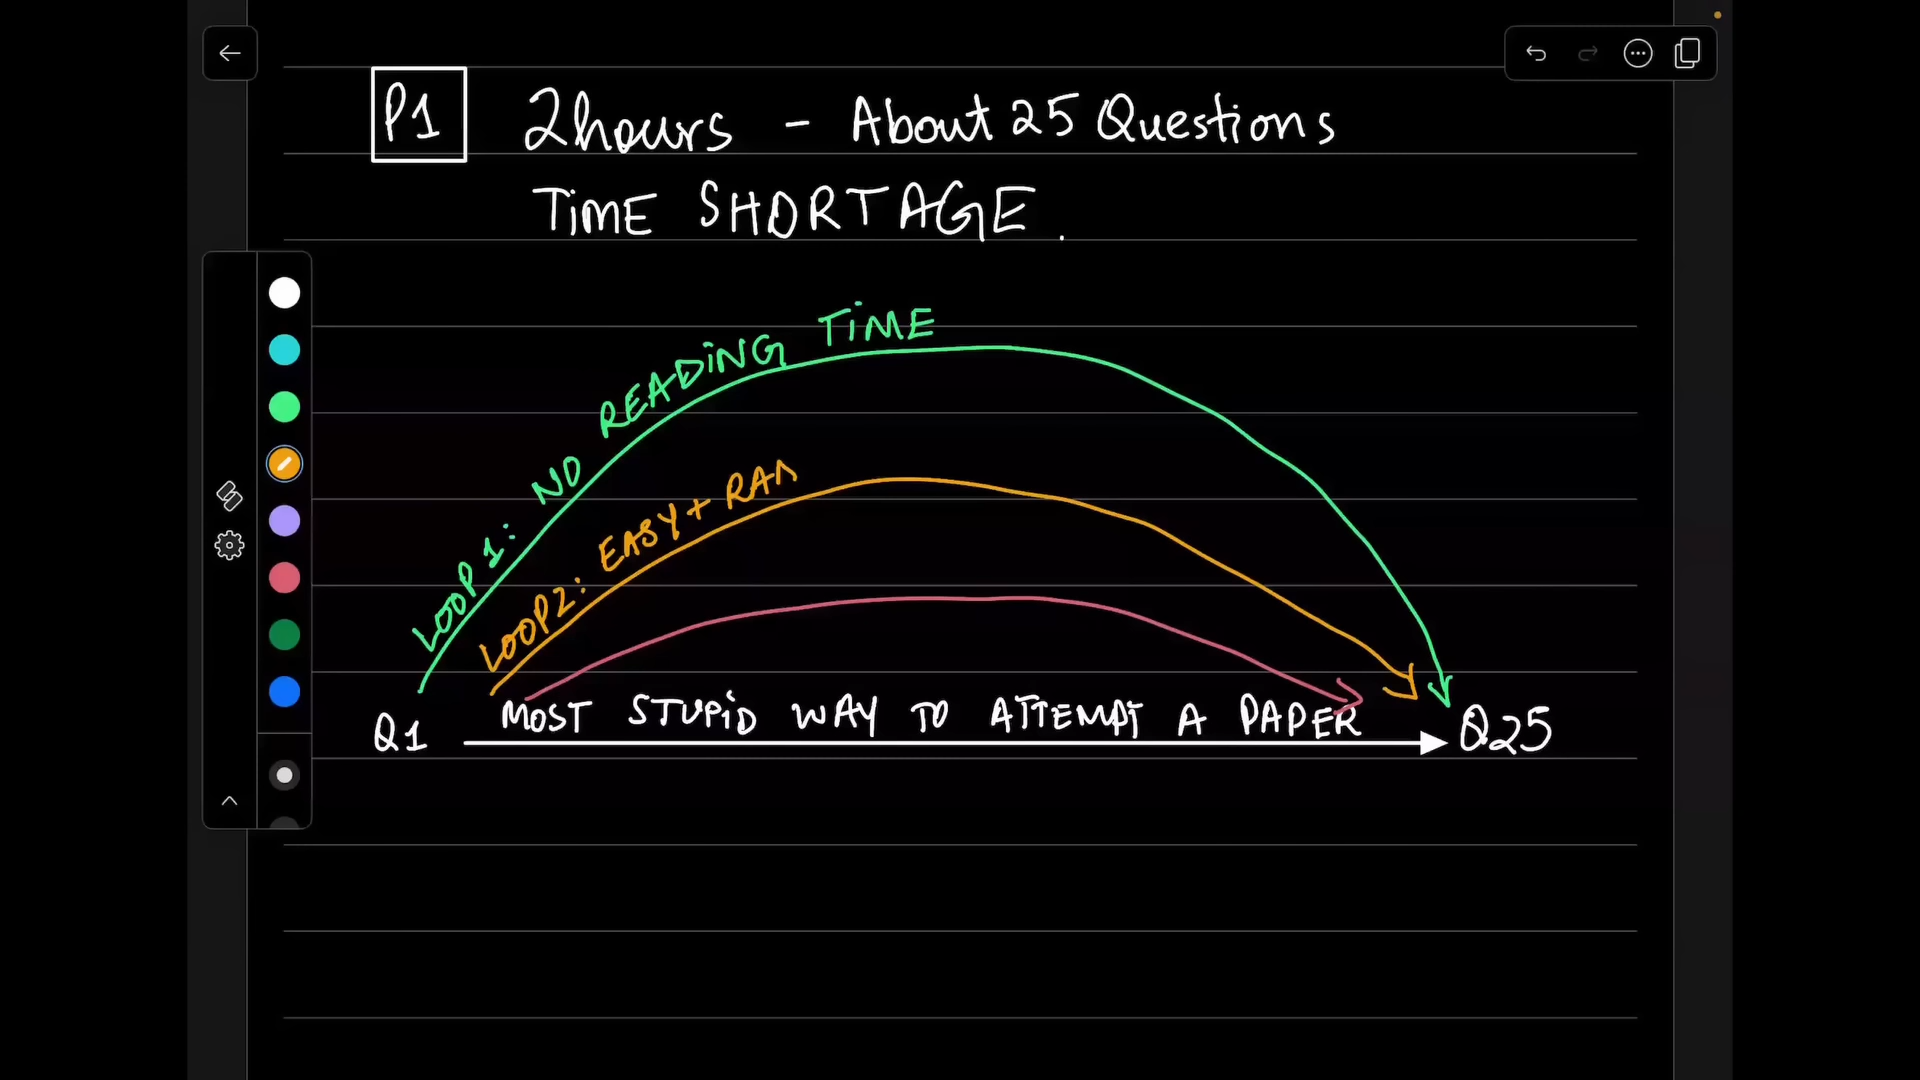 P1 2hours - About 25 Questions
TiME SHORTAGE.
LOOP 1: NO READiNG TiME
LOOP2: EASY +
MOST STUPiD WAY TO ATTEMPT A PAPER
Q1
Q25